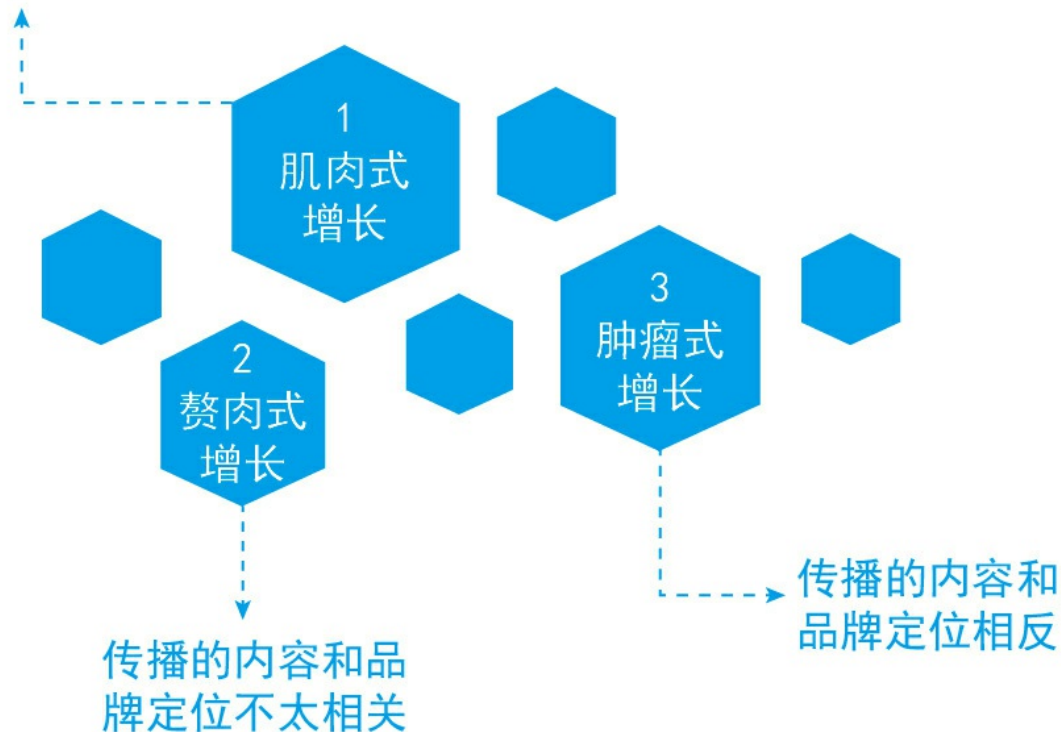 1
肌肉式
增长
2
赘肉式
增长
3
肿瘤式
增长
传播的内容和品
牌定位不太相关
传播的内容和
品牌定位相反